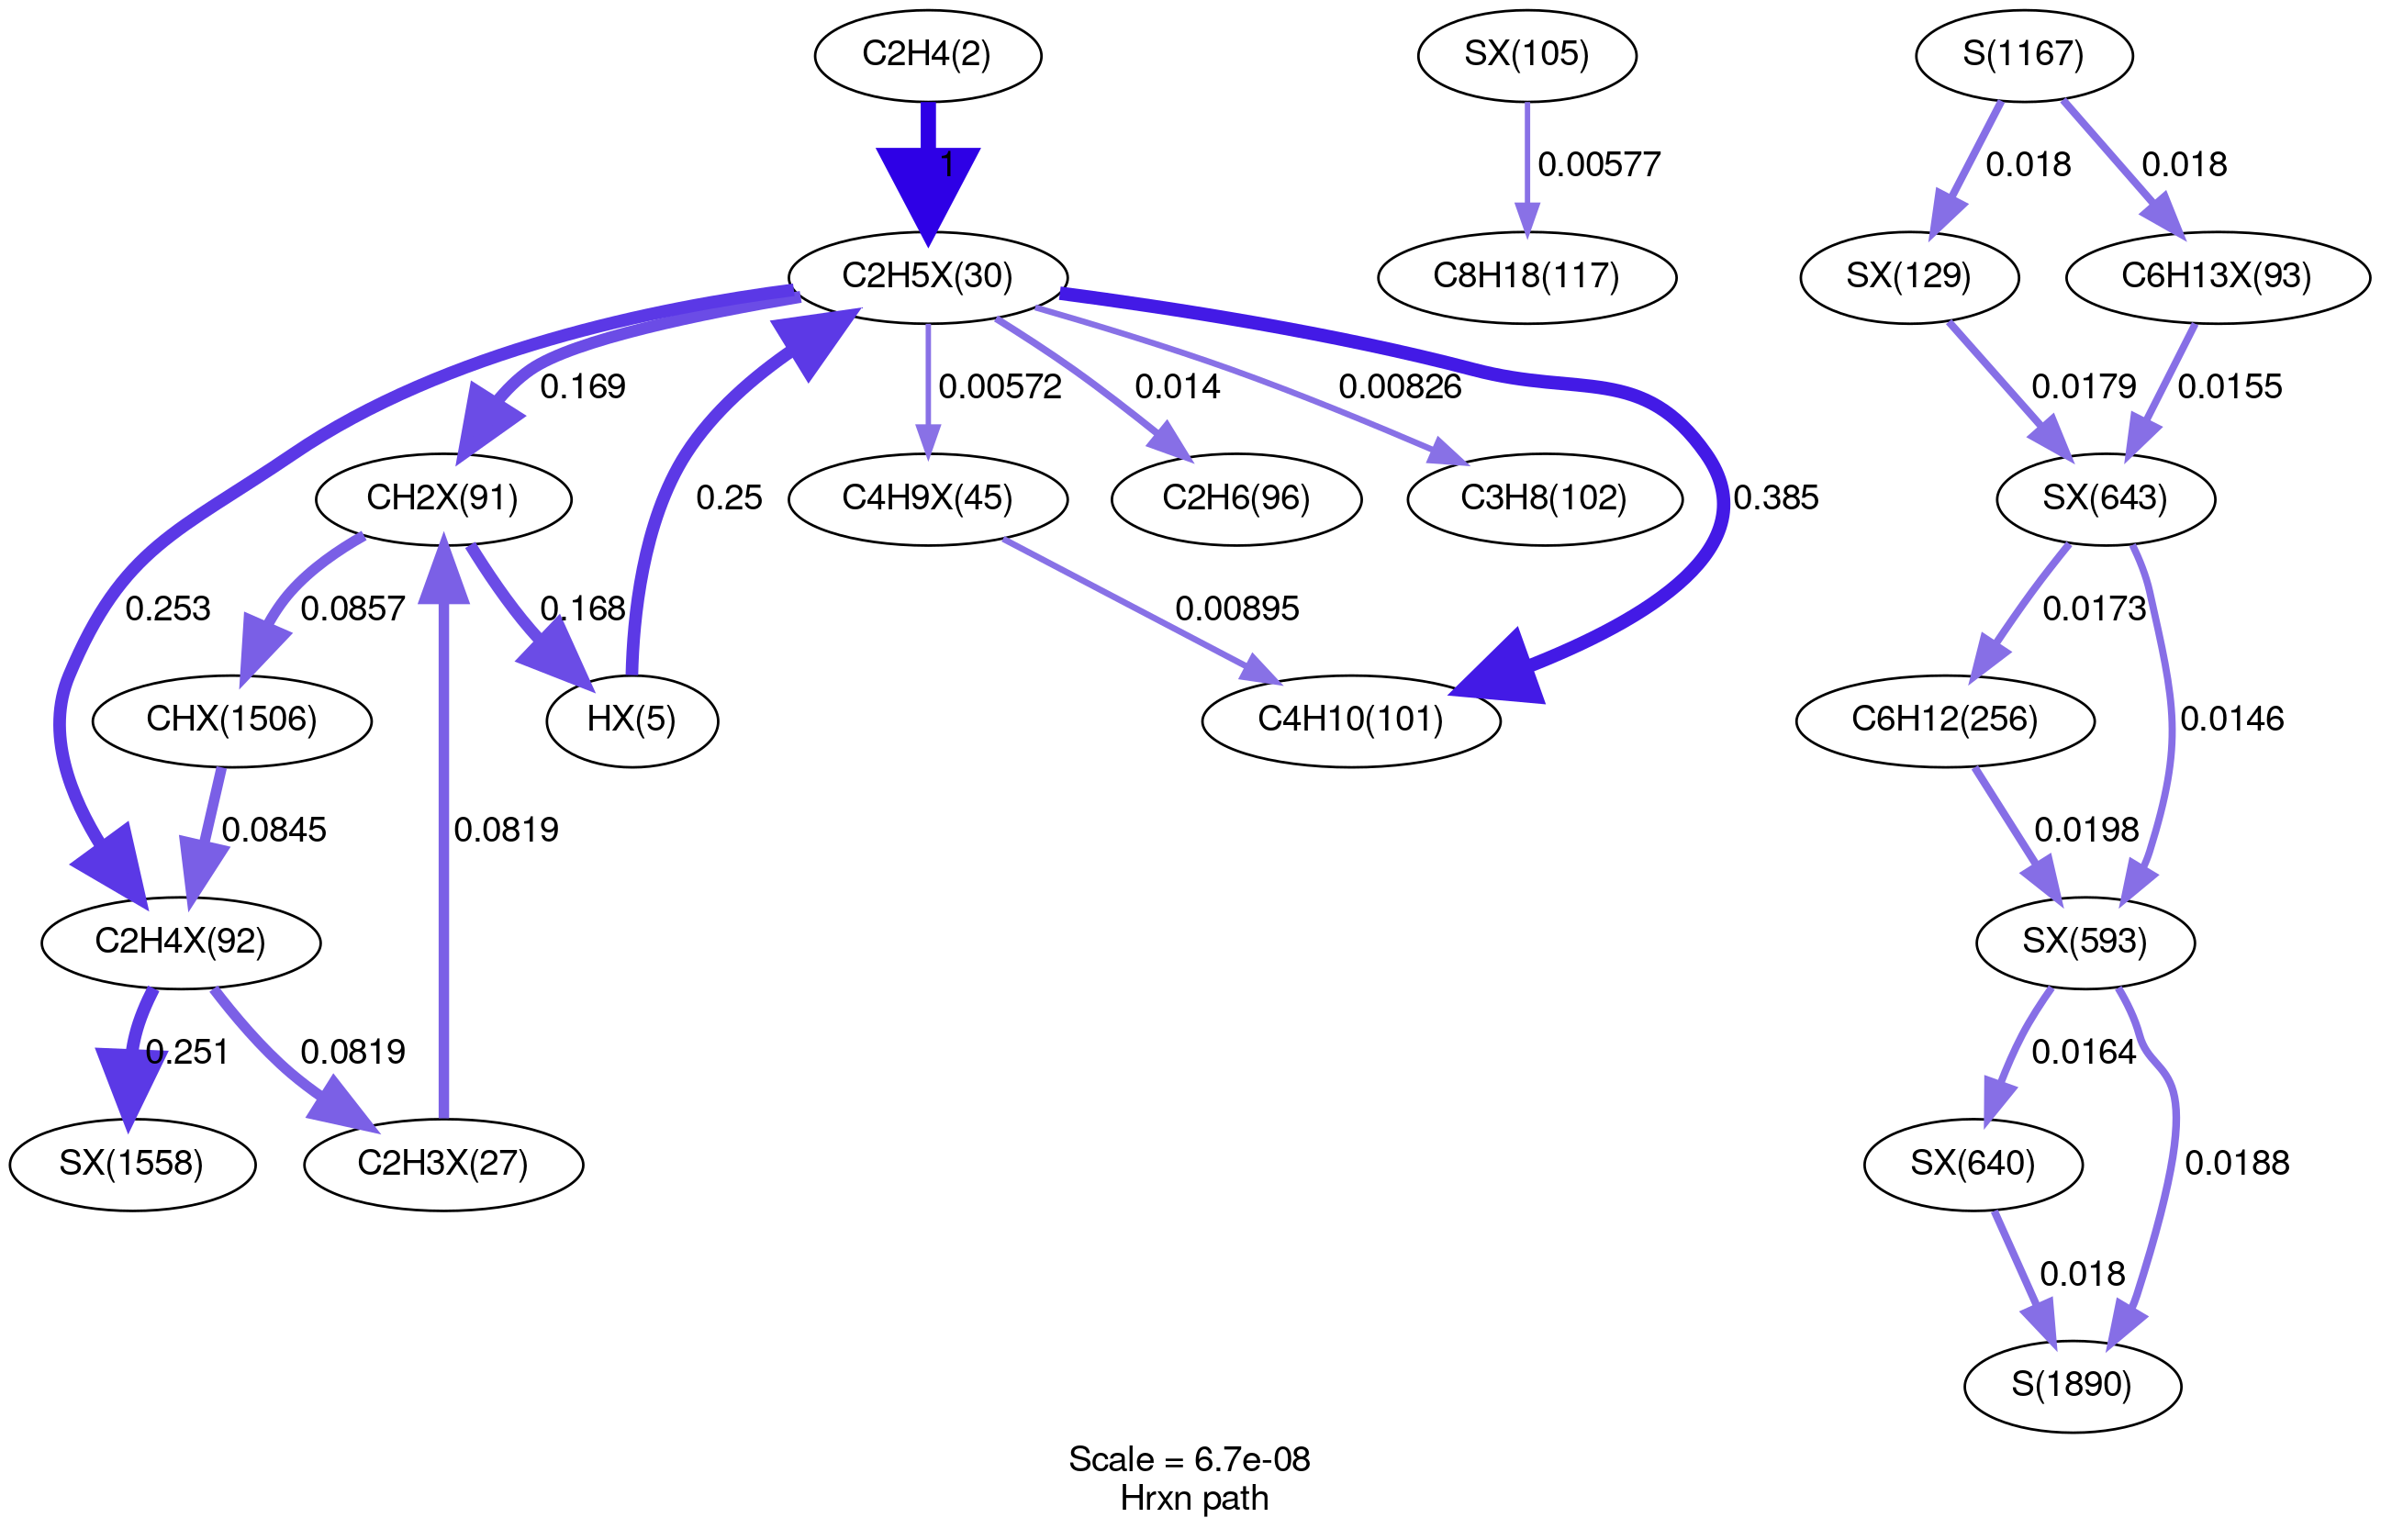 C2H4(2)
SX(105)
S(1167)
1
0.00577
0.018
0.018
C2H5X(30)
C8H18(117)
SX(129)
C6H13X(93)
0.169
0.00572
0.014
0.00826
0.0179
0.0155
CH2X(91)
0.25
C4H9X(45)
C2H6(96)
C3H8(102)
0.385
SX(643)
0.253
0.0857
0.168
0.00895
0.0173
CHX(1506)
HX(5)
C4H10(101)
C6H12(256)
0.0146
0.0845
0.0819
0.0198
C2H4X(92)
SX(593)
0.251
0.0819
0.0164
SX(1558)
C2H3X(27)
SX(640)
0.0188
0.018
S(1890)
Scale = 6.7e-08
Hrxn path